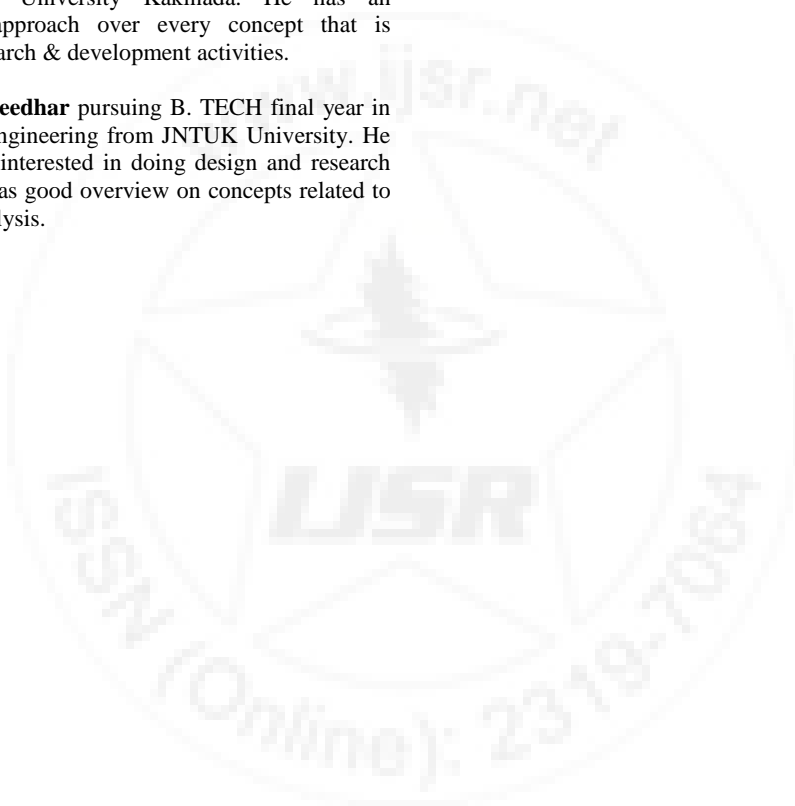 University Kakinada. He has an
approach over every concept that is
arch & development activities.
eedhar pursuing B. TECH final year in
ngineering from JNTUK University. He
interested in doing design and research
as good overview on concepts related to
lysis.
www.ijsr.net
IJSR
ISSN (Online): 2319-7064